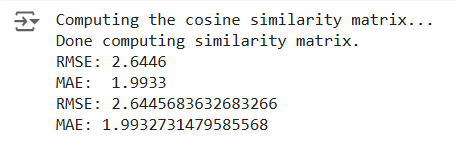 Computing the cosine similarity matrix...
Done computing similarity matrix.
RMSE: 2.6446
MAE:  1.9933
RMSE: 2.6445683632683266
MAE: 1.9932731479585568